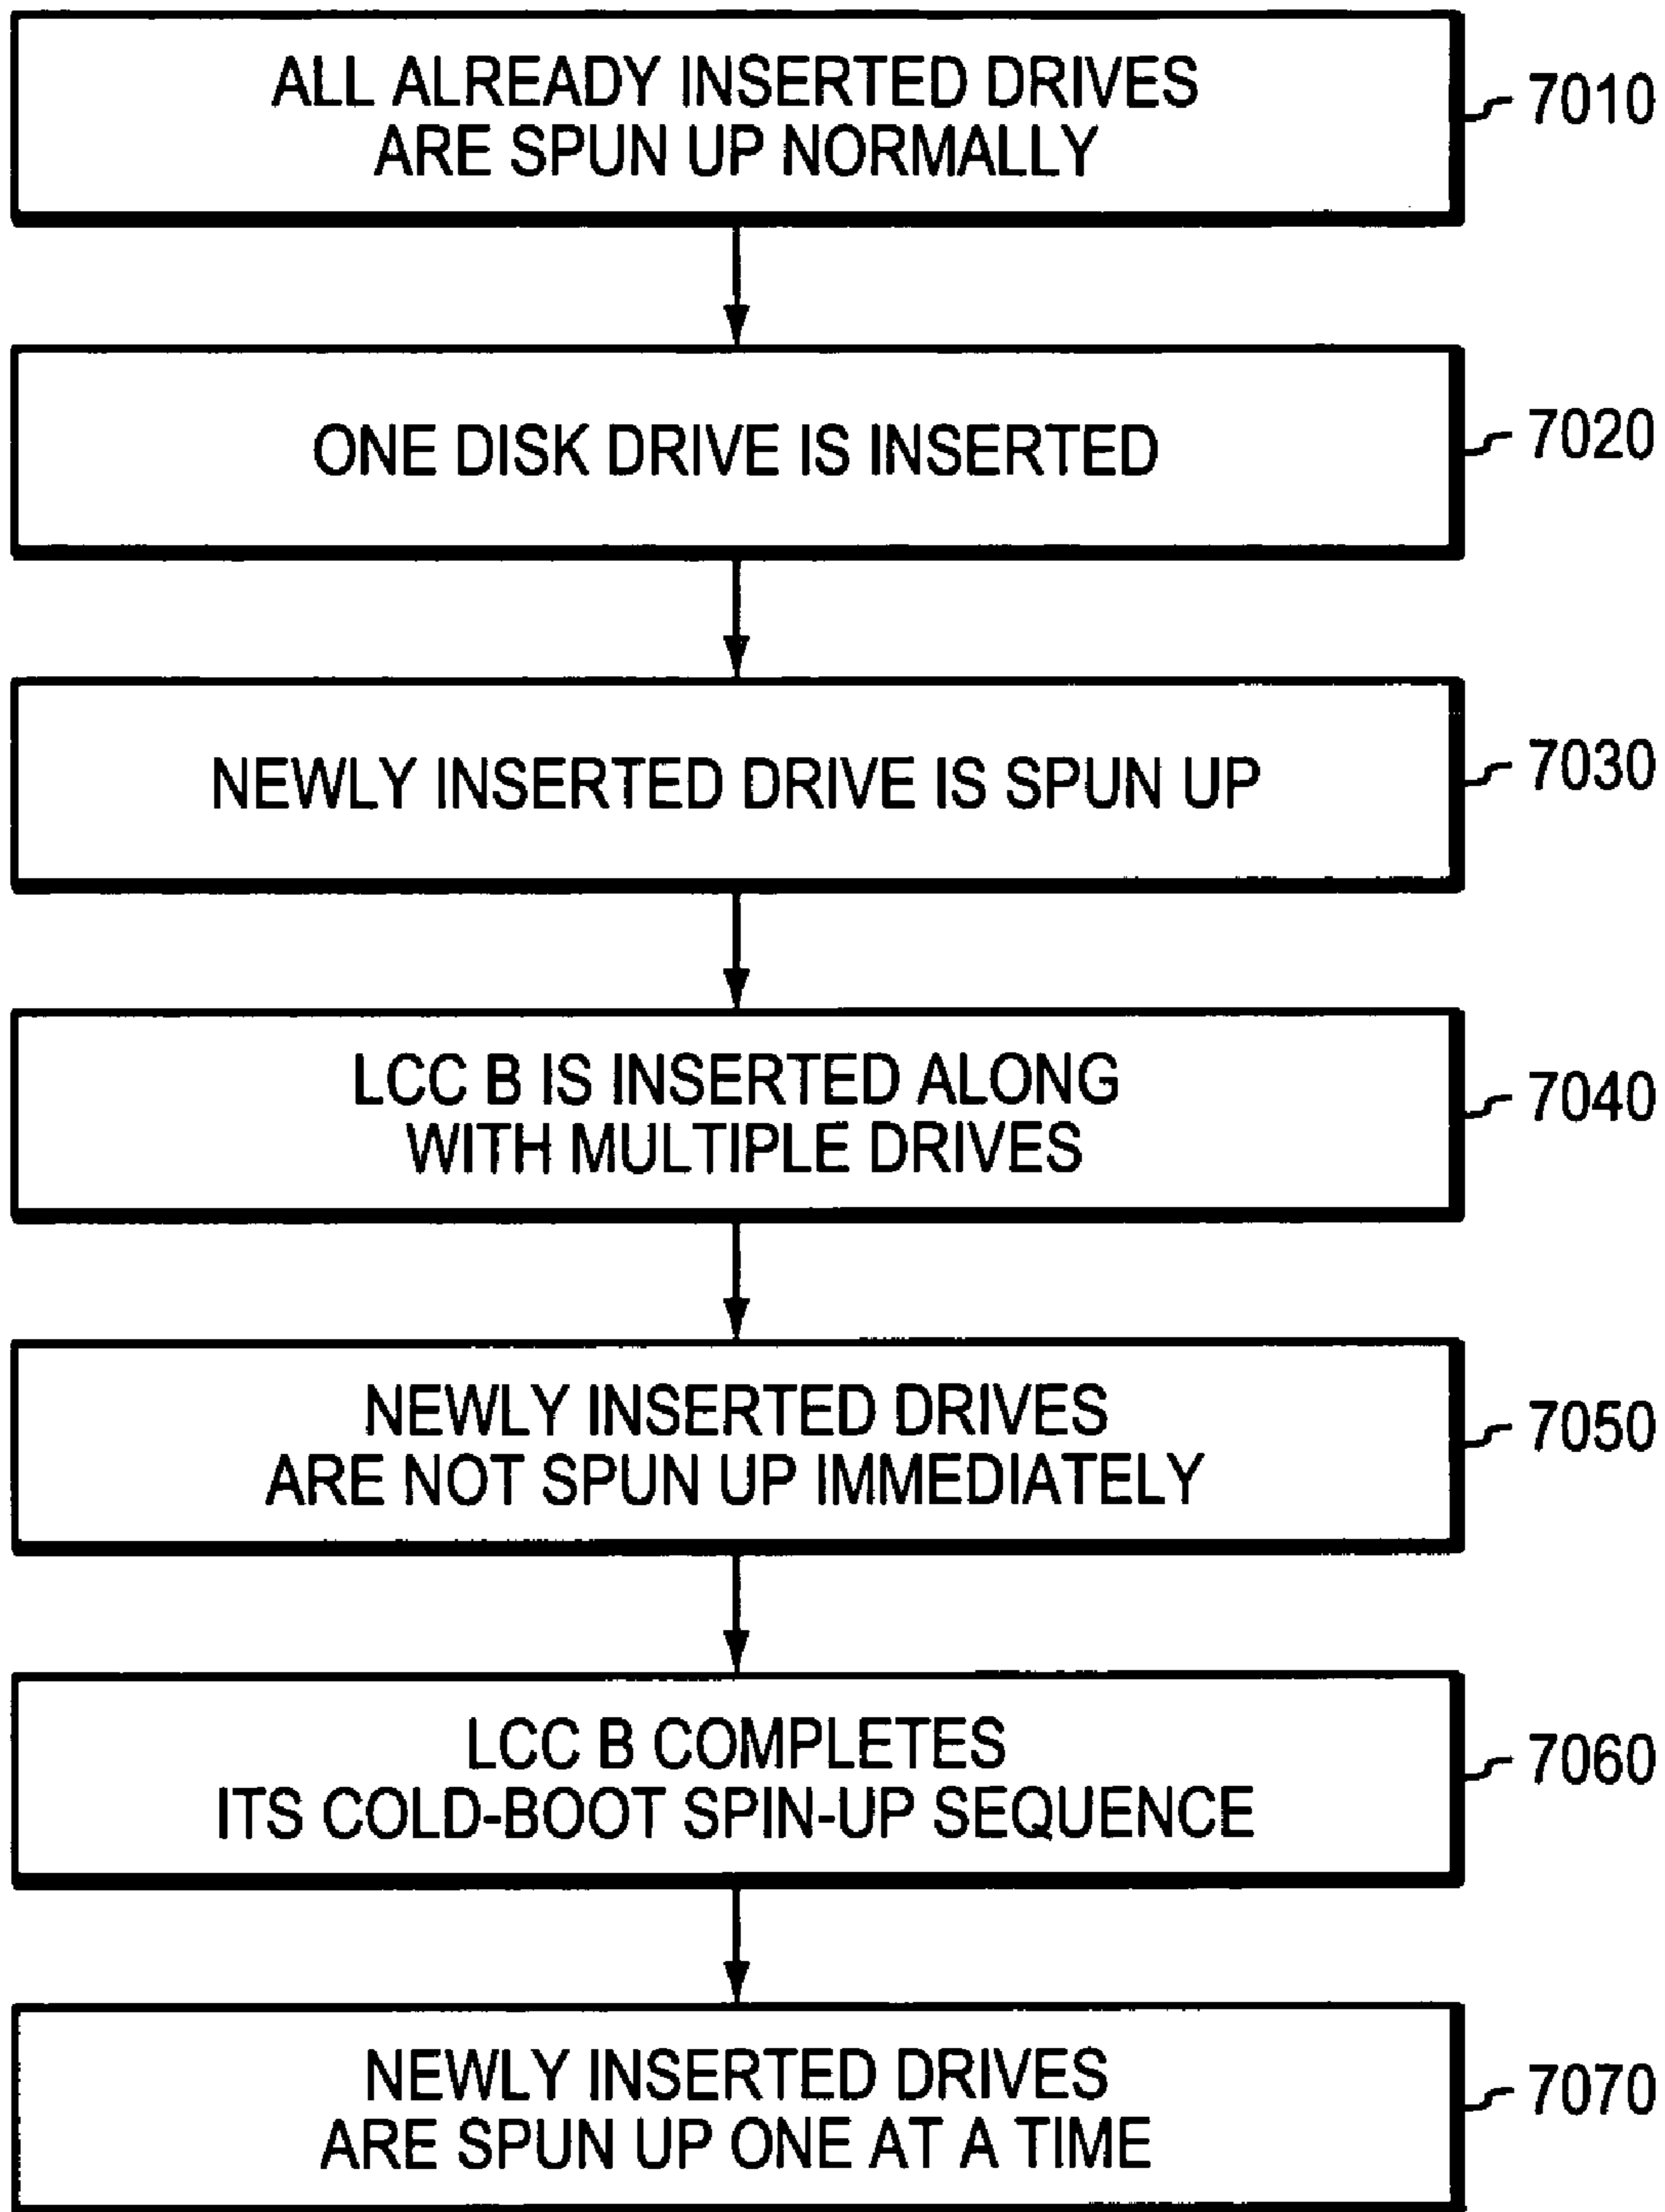 ALL ALREADY INSERTED DRIVES
ARE SPUN UP NORMALLY
7010
ONE DISK DRIVE IS INSERTED
7020
NEWLY INSERTED DRIVE IS SPUN UP
7030
LCC B IS INSERTED ALONG
WITH MULTIPLE DRIVES
7040
NEWLY INSERTED DRIVES
ARE NOT SPUN UP IMMEDIATELY
7050
LCC B COMPLETES
ITS COLD-BOOT SPIN-UP SEQUENCE
7060
NEWLY INSERTED DRIVES
ARE SPUN UP ONE AT A TIME
7070